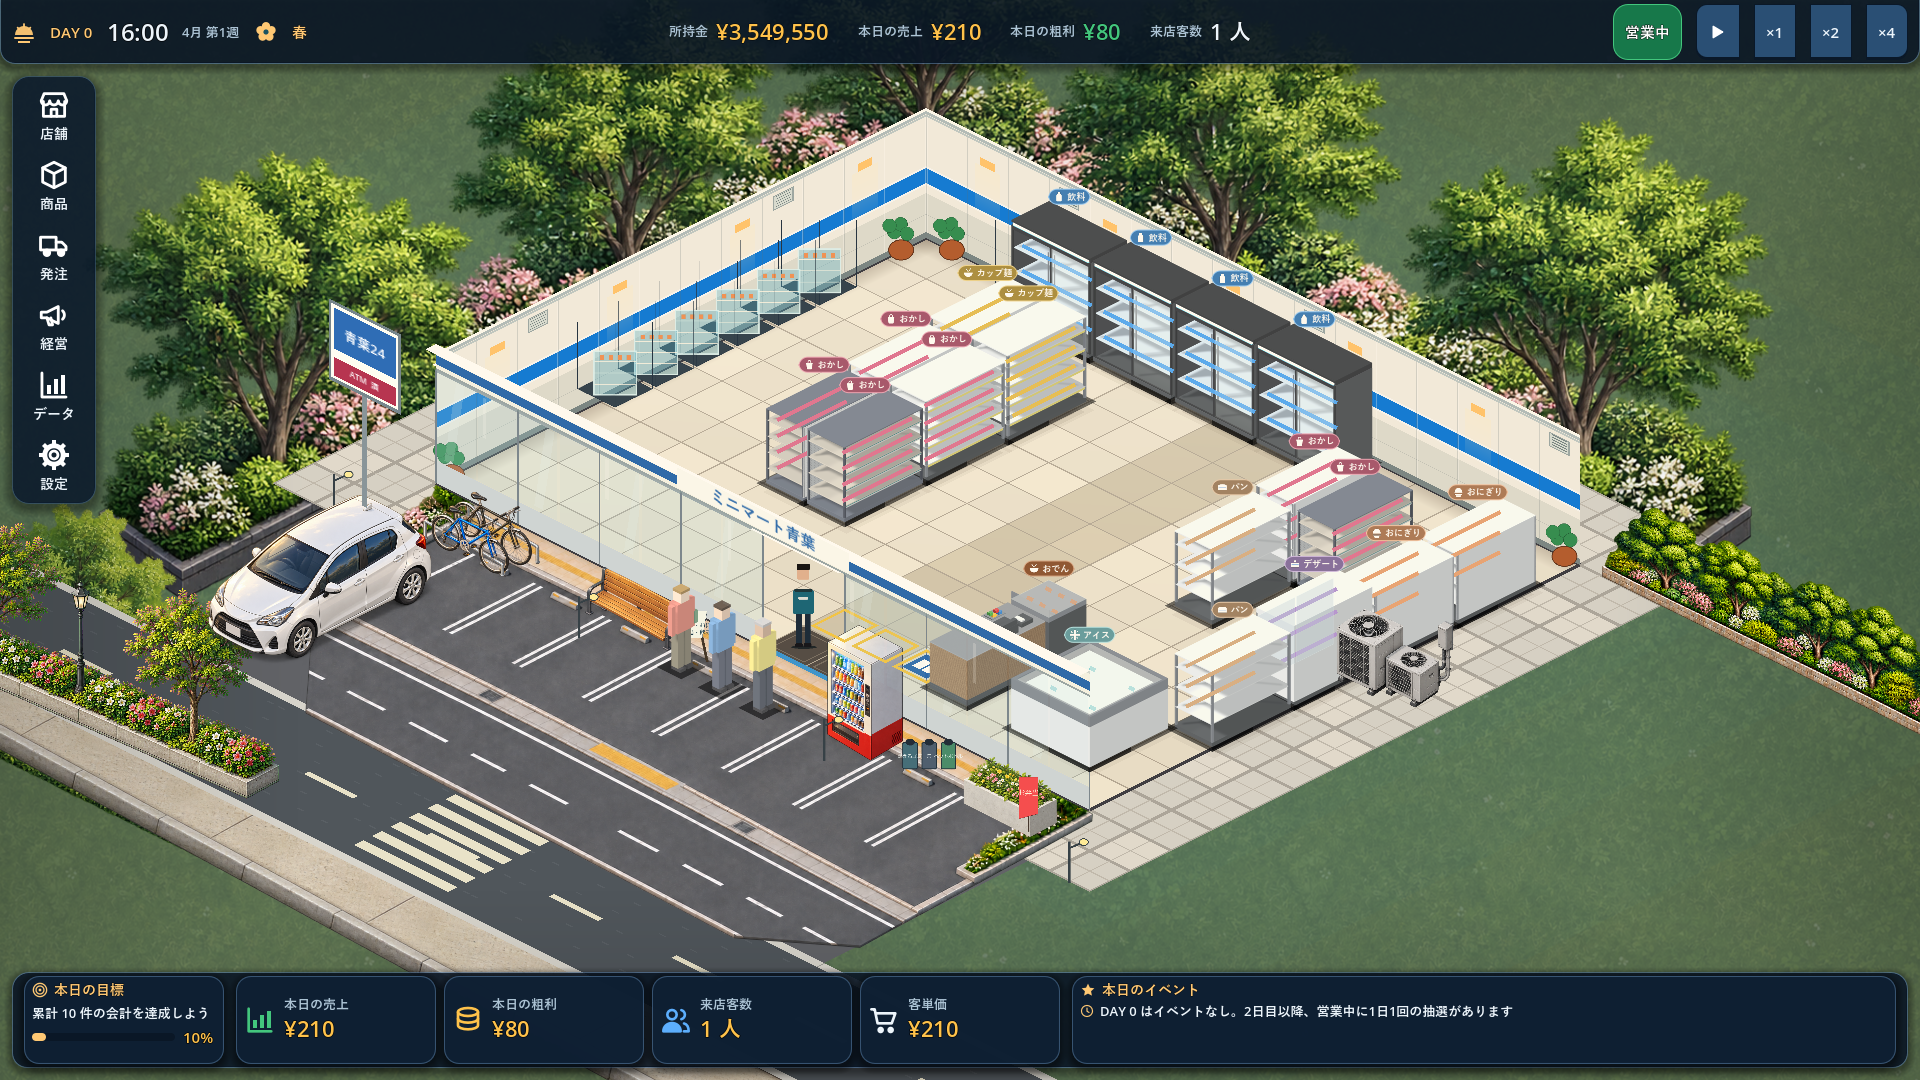 DAY 0 16:00 4月 第1週 春
所持金 ¥3,549,550 本日の売上 ¥210 本日の粗利 ¥80 来店客数 1 人
営業中 ×1 ×2 ×4
店舗
商品
発注
経営
データ
設定
飲料
飲料
飲料
飲料
カップ麺
カップ麺
おかし
おかし
おかし
おかし
おかし
おかし
パン
おにぎり
おにぎり
デザート
おでん
パン
アイス
青葉24
ATM 酒
ミニマート青葉
本日の目標
累計 10 件の会計を達成しよう
10%
本日の売上
¥210
本日の粗利
¥80
来店客数
1 人
客単価
¥210
本日のイベント
DAY 0 はイベントなし。2日目以降、営業中に1日1回の抽選があります